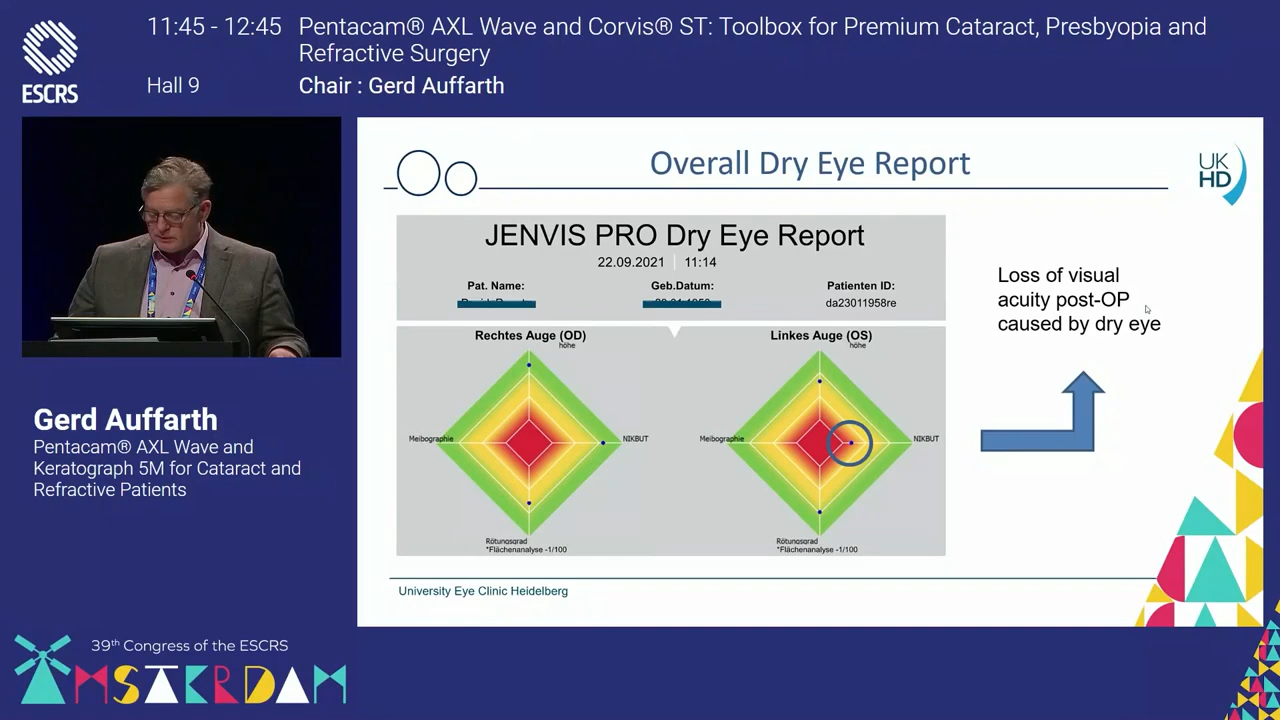 11:45 - 12:45
Pentacam® AXL Wave and Corvis® ST: Toolbox for Premium Cataract, Presbyopia and
Refractive Surgery
Hall 9
Chair : Gerd Auffarth
ESCRS
Overall Dry Eye Report
UK
HD
JENVIS PRO Dry Eye Report
22.09.2021 11:14
Pat. Name:
Geb.Datum:
Patienten ID:
da23011958re
Rechtes Auge (OD)
höhe
Meibographie
NIKBUT
Rötungsgrad
*Flächenanalyse -1/100
Linkes Auge (OS)
höhe
Meibographie
NIKBUT
Rötungsgrad
*Flächenanalyse -1/100
Loss of visual
acuity post-OP
caused by dry eye
University Eye Clinic Heidelberg
Gerd Auffarth
Pentacam® AXL Wave and
Keratograph 5M for Cataract and
Refractive Patients
39th Congress of the ESCRS
AMSTERDAM